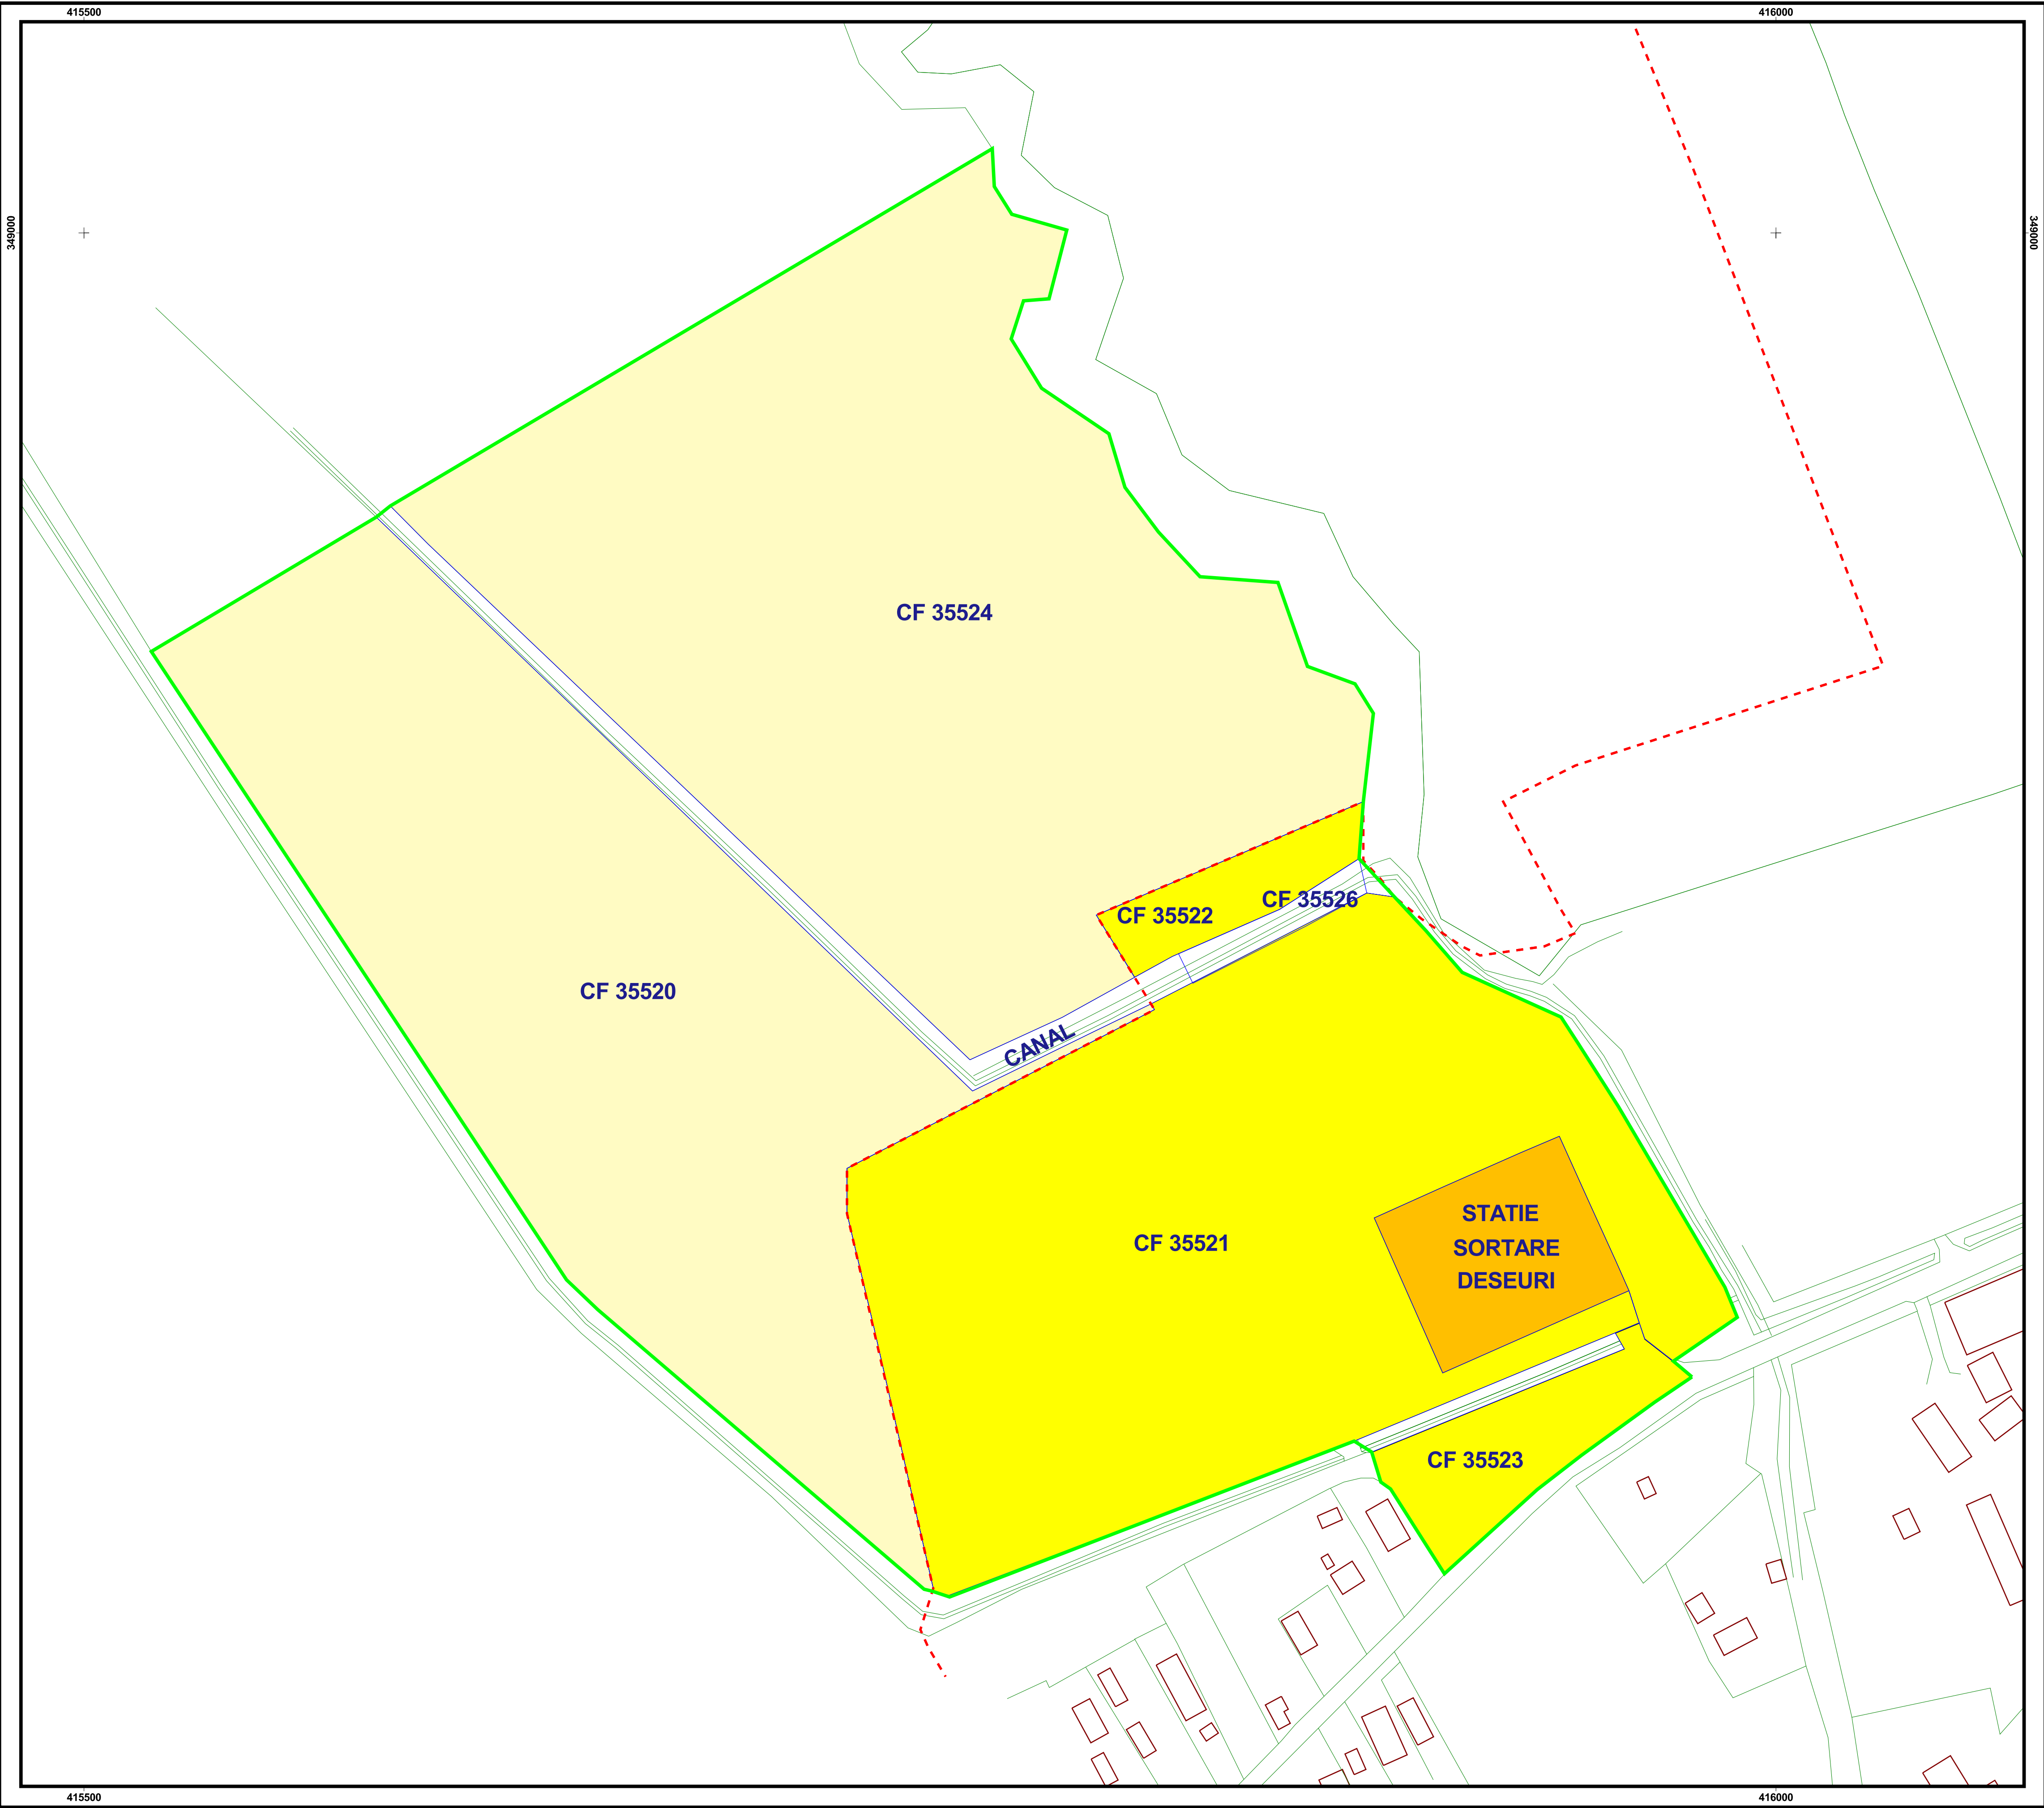 415500
416000
349000
349000
CF 35524
CF 35526
CF 35522
CF 35520
CANAL
STATIE
SORTARE
DESEURI
CF 35521
CF 35523
415500
416000